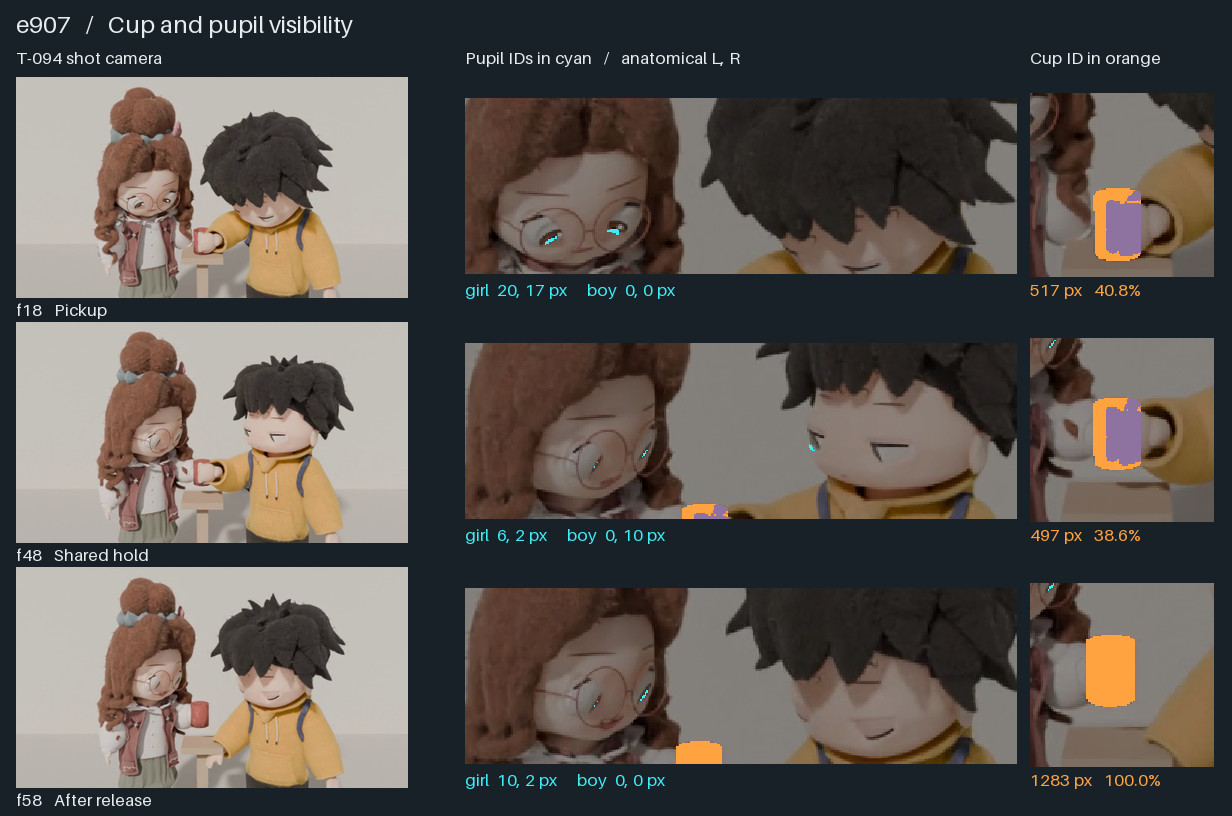 e907 / Cup and pupil visibility
T-094 shot camera
Pupil IDs in cyan / anatomical L, R
Cup ID in orange
f18 Pickup
girl 20, 17 px boy 0, 0 px
517 px 40.8%
f48 Shared hold
girl 6, 2 px boy 0, 10 px
497 px 38.6%
f58 After release
girl 10, 2 px boy 0, 0 px
1283 px 100.0%